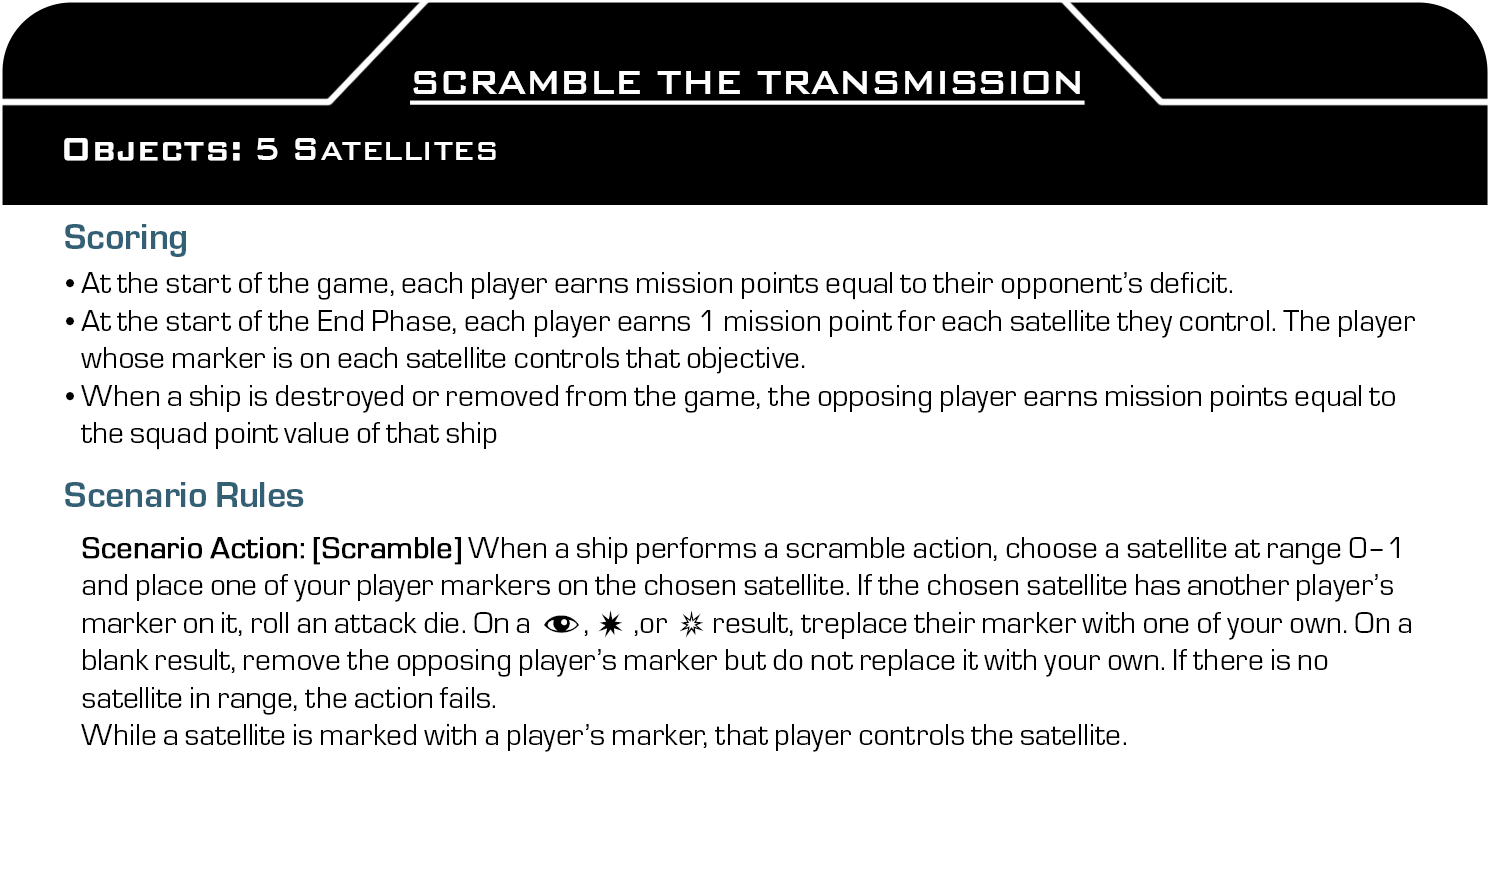 SCRAMBLE THE TRANSMISSION
OBJECTS: 5 SATELLITES
Scoring
• At the start of the game, each player earns mission points equal to their opponent’s deficit.
• At the start of the End Phase, each player earns 1 mission point for each satellite they control. The player
whose marker is on each satellite controls that objective.
• When a ship is destroyed or removed from the game, the opposing player earns mission points equal to
the squad point value of that ship
Scenario Rules
Scenario Action: [Scramble] When a ship performs a scramble action, choose a satellite at range 0–1
and place one of your player markers on the chosen satellite. If the chosen satellite has another player’s
marker on it, roll an attack die. On a , ,or result, treplace their marker with one of your own. On a
blank result, remove the opposing player’s marker but do not replace it with your own. If there is no
satellite in range, the action fails.
While a satellite is marked with a player’s marker, that player controls the satellite.